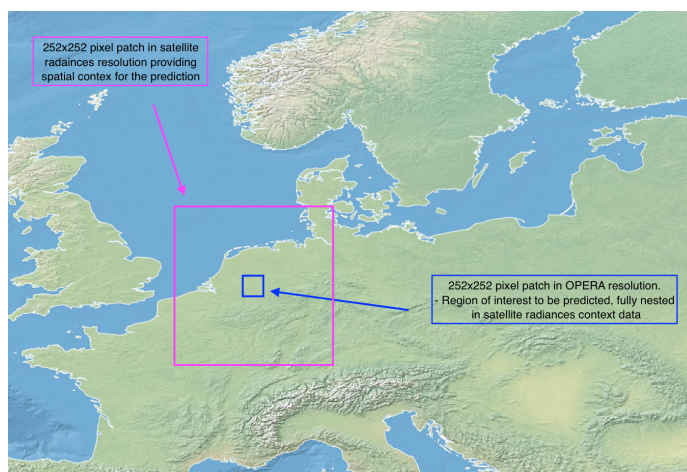 252x252 pixel patch in satellite
radainces resolution providing
spatial contex for the prediction
252x252 pixel patch in OPERA resolution.
- Region of interest to be predicted, fully nested
in satellite radiances context data